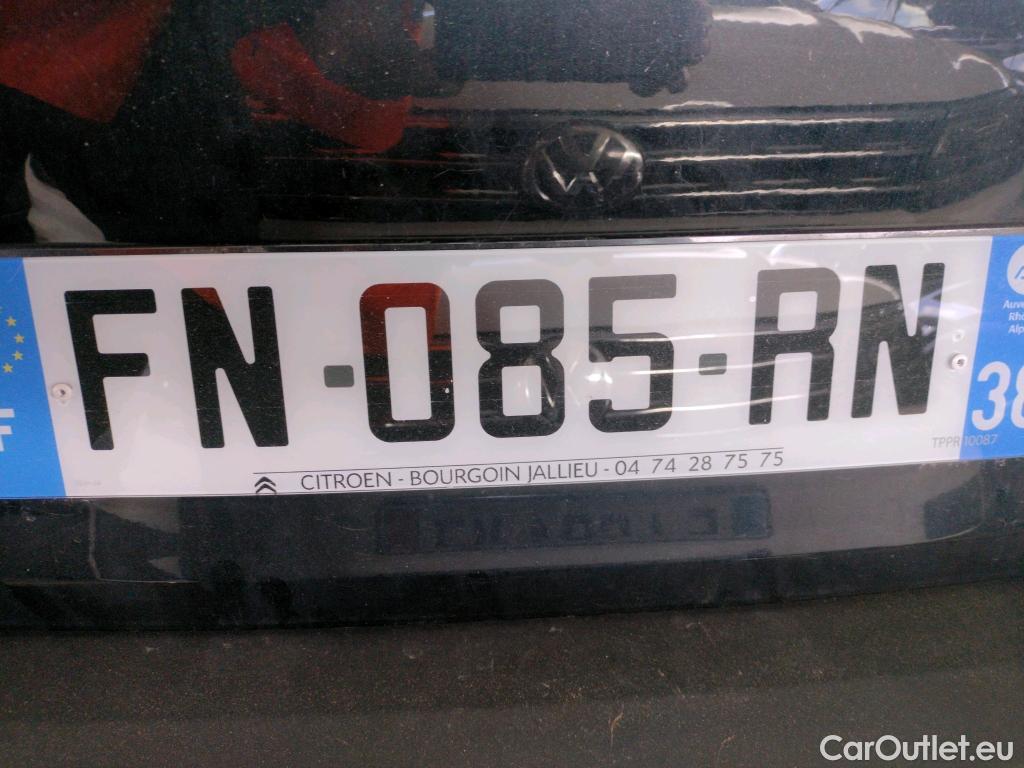 FN-085-RN
F
38
TPPR 10087
CITROEN - BOURGOIN JALLIEU - 04 74 28 75 75
CarOutlet.eu